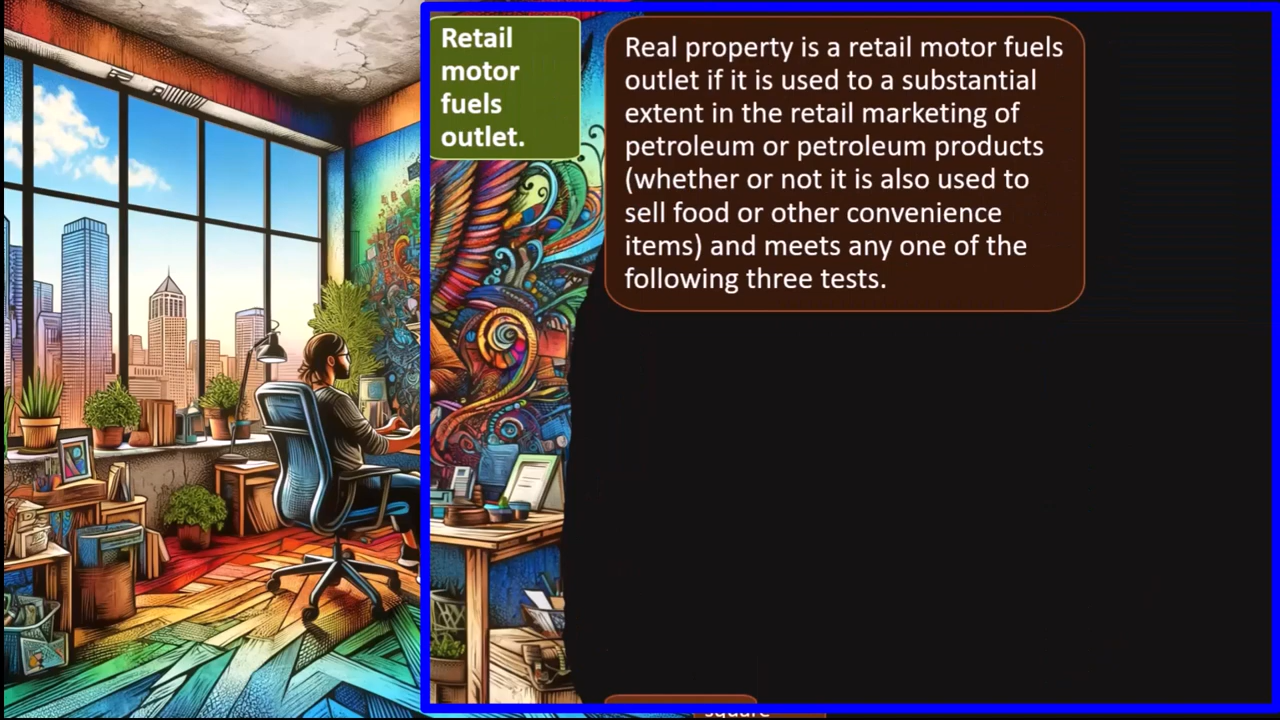 Retail
motor
fuels
outlet.
Real property is a retail motor fuels
outlet if it is used to a substantial
extent in the retail marketing of
petroleum or petroleum products
(whether or not it is also used to
sell food or other convenience
items) and meets any one of the
following three tests.
square